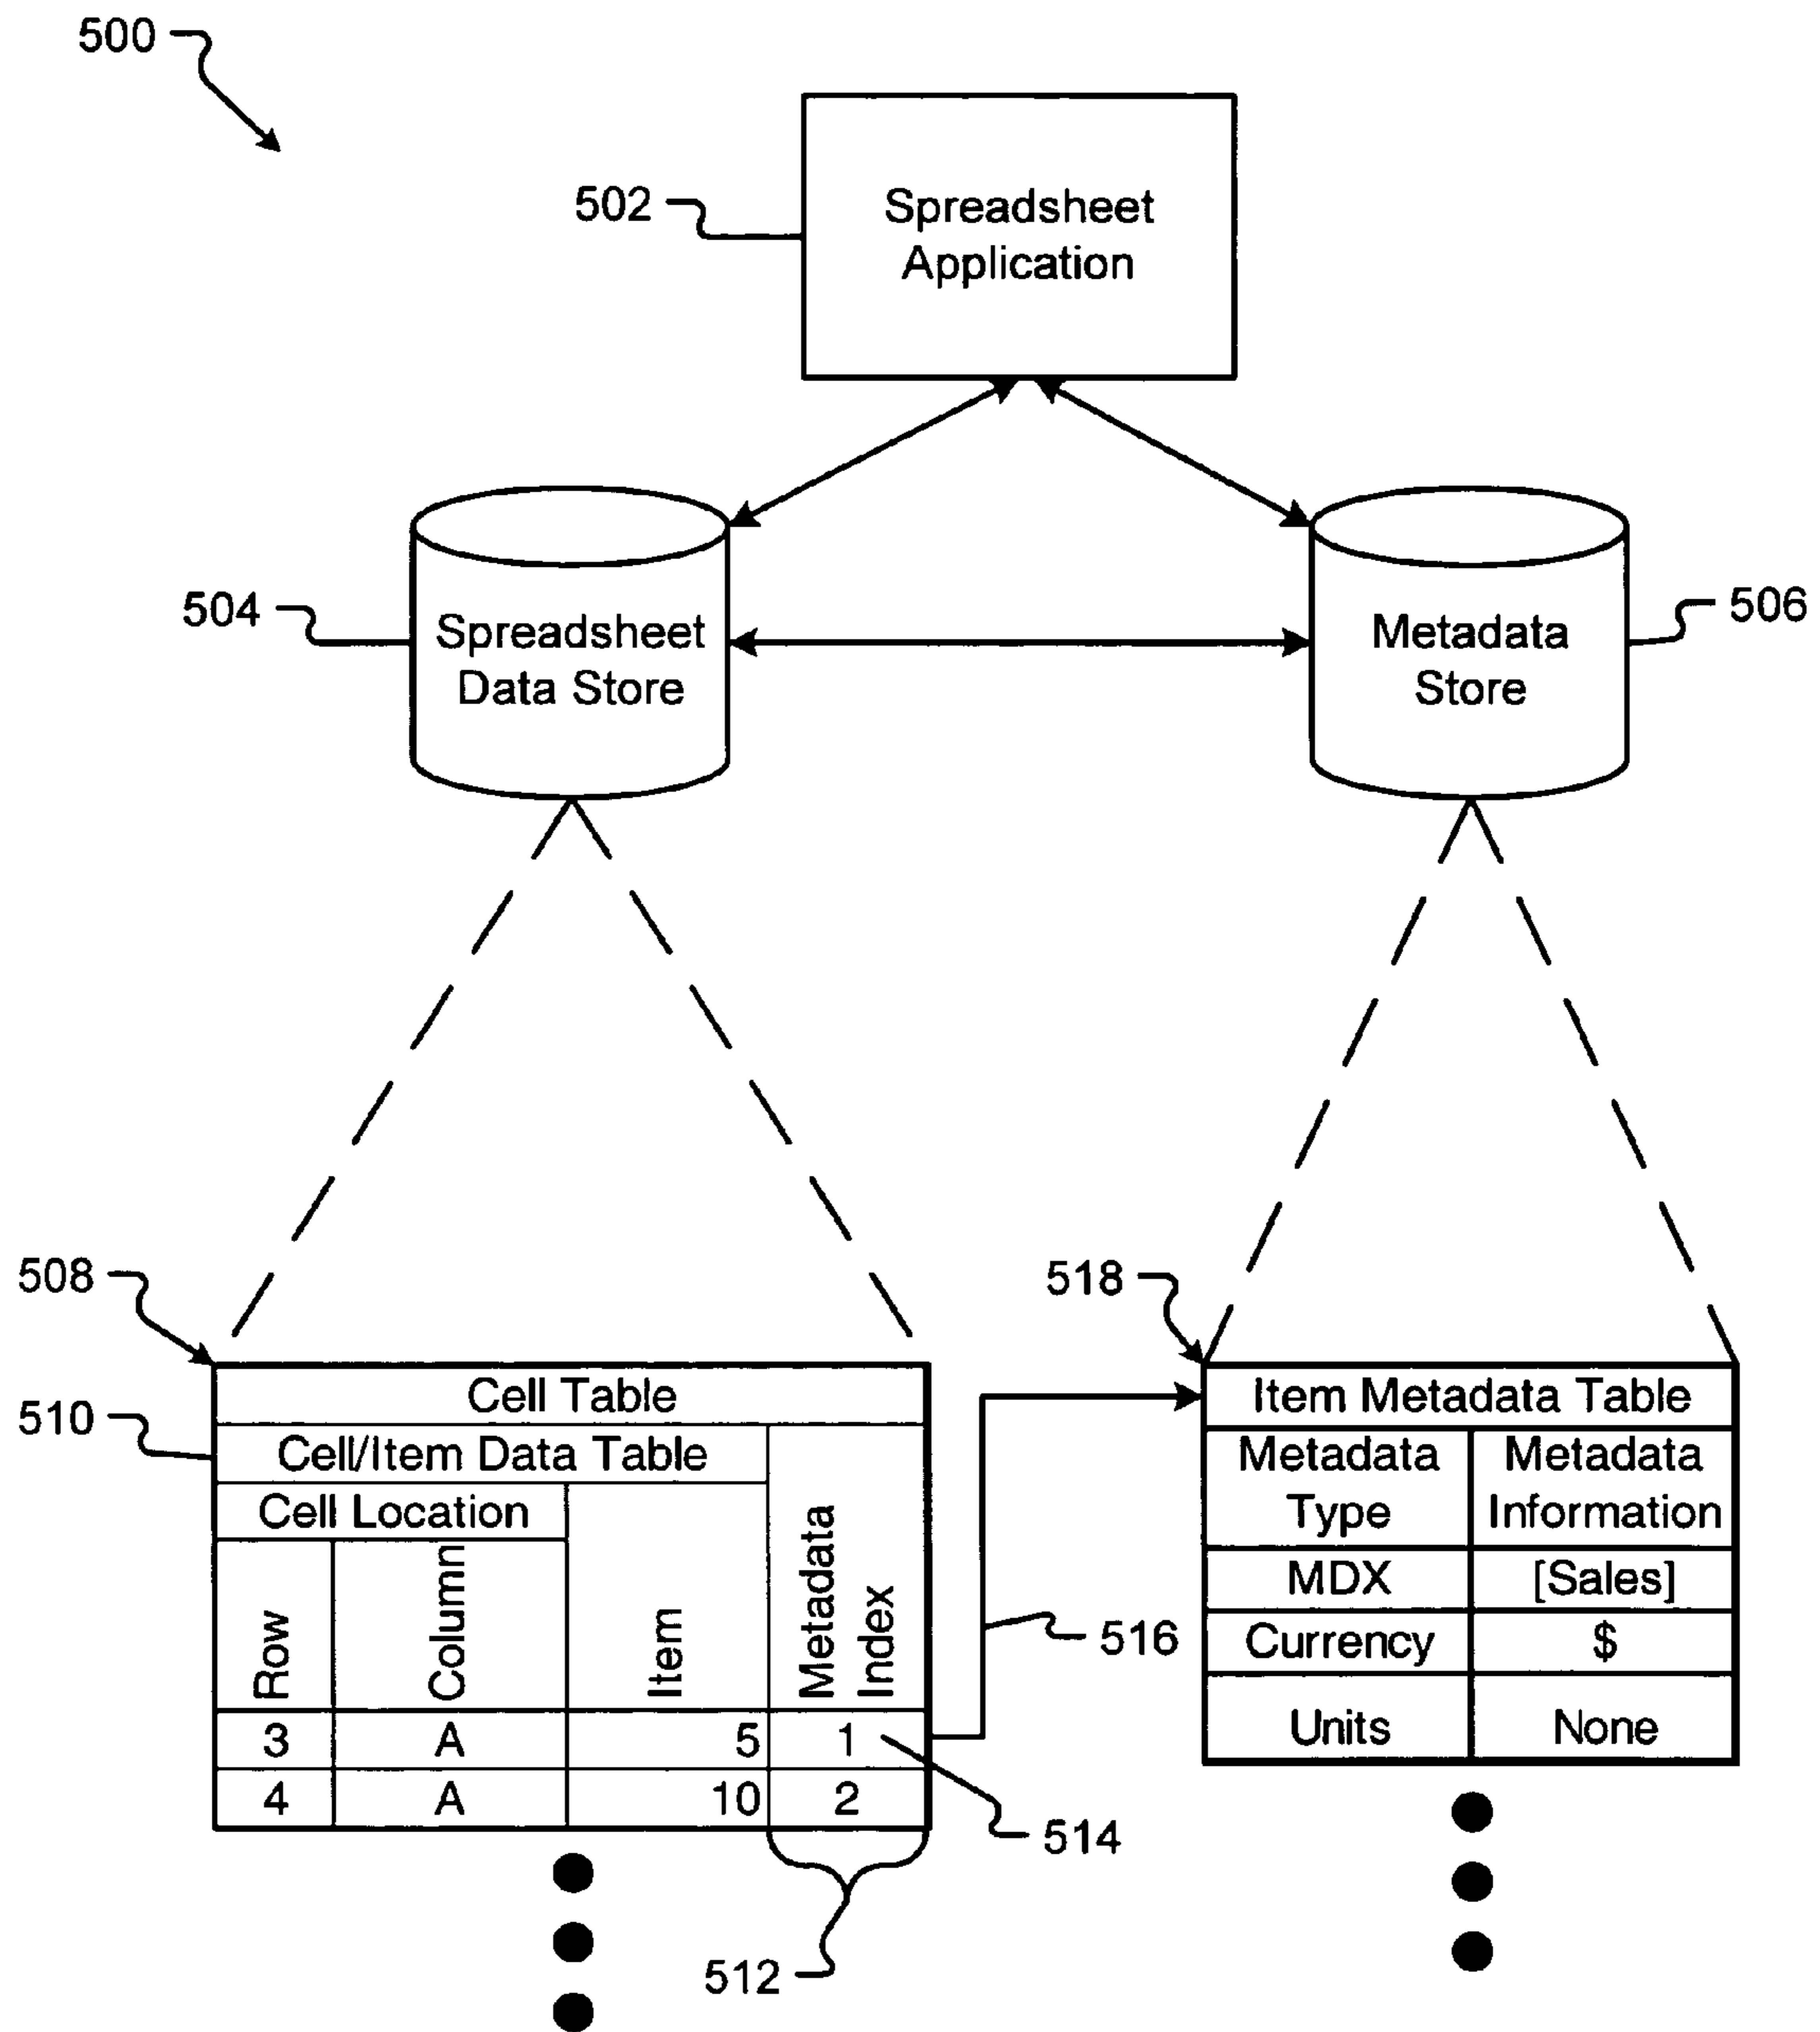 500
502
Spreadsheet
Application
504
Spreadsheet
Data Store
Metadata
Store
506
508
510
Cell Table
Cell/Item Data Table
Cell Location
Row
Column
Item
Metadata
Index
3 A 5 1
4 A 10 2
512
514
516
518
Item Metadata Table
Metadata
Type
Metadata
Information
MDX [Sales]
Currency $
Units None